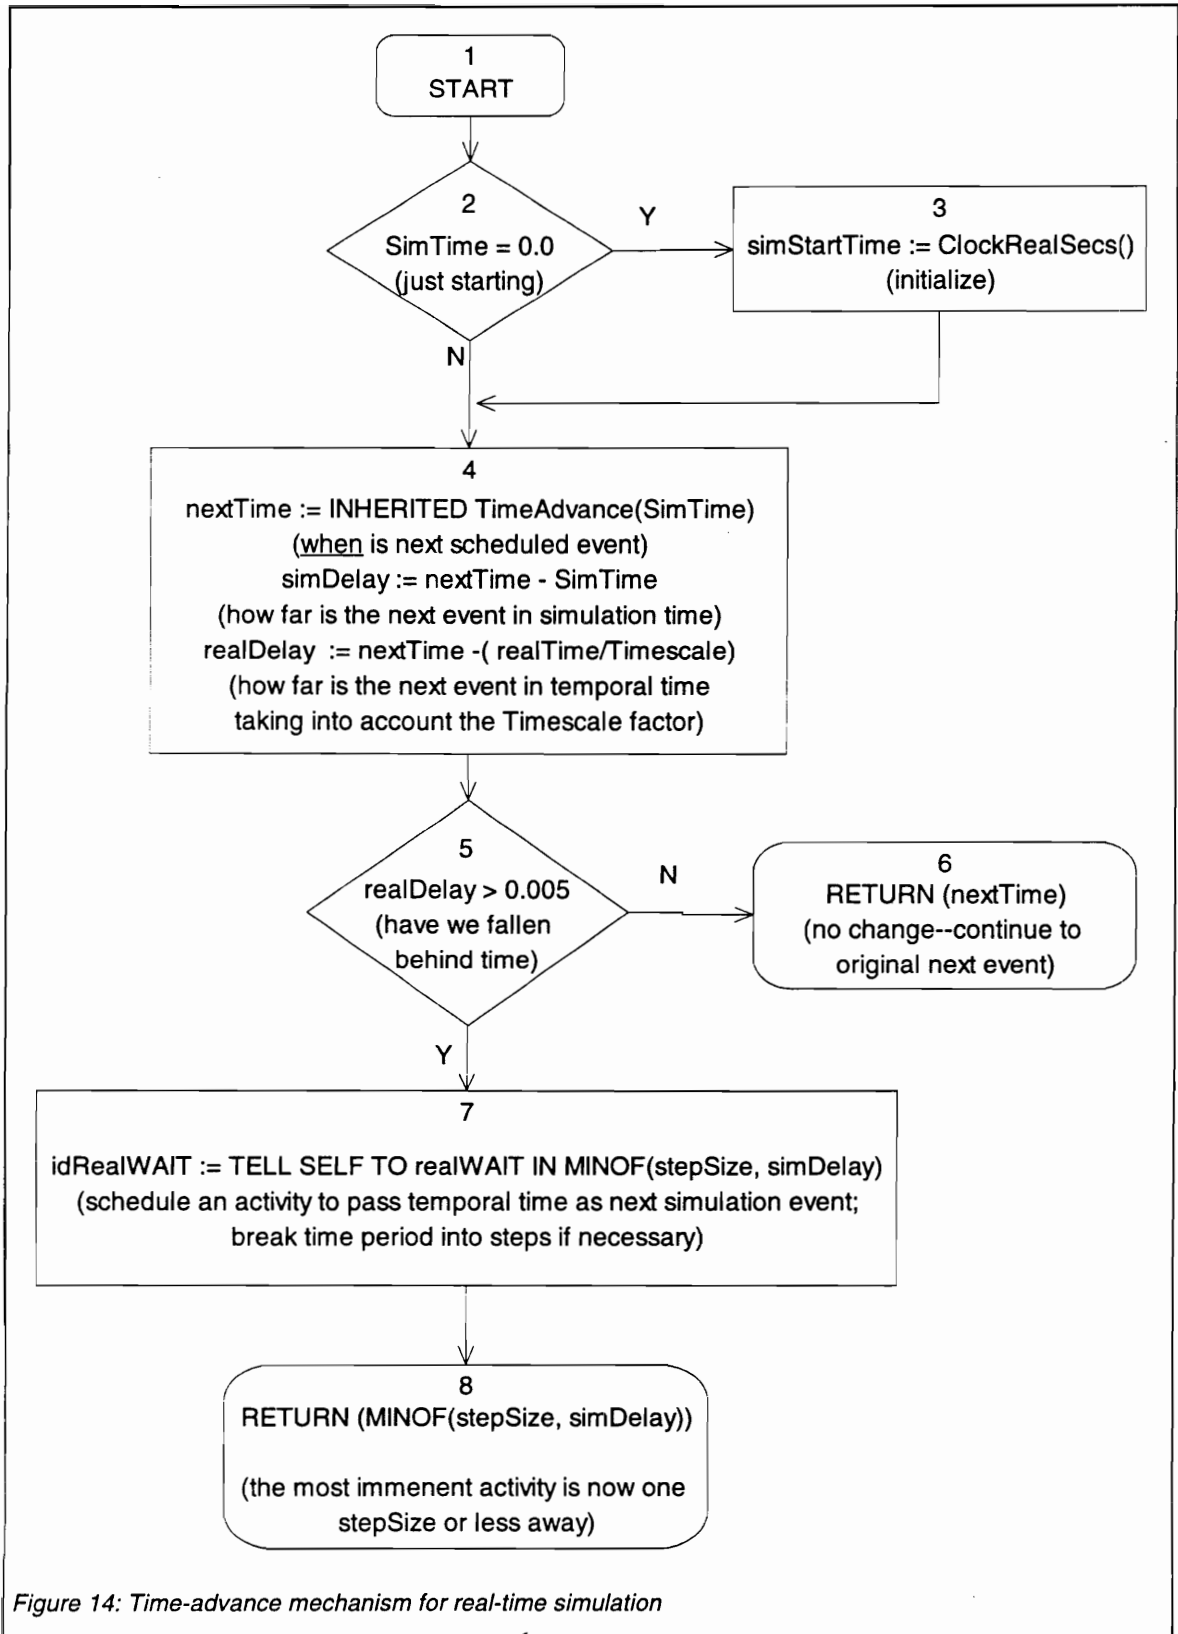 1
START
2
SimTime = 0.0
(just starting)
Y
3
simStartTime := ClockRealSecs()
(initialize)
N
4
nextTime := INHERITED TimeAdvance(SimTime)
(when is next scheduled event)
simDelay := nextTime - SimTime
(how far is the next event in simulation time)
realDelay := nextTime -( realTime/Timescale)
(how far is the next event in temporal time
taking into account the Timescale factor)
5
realDelay > 0.005
(have we fallen
behind time)
N
6
RETURN (nextTime)
(no change--continue to
original next event)
Y
7
idRealWAIT := TELL SELF TO realWAIT IN MINOF(stepSize, simDelay)
(schedule an activity to pass temporal time as next simulation event;
break time period into steps if necessary)
8
RETURN (MINOF(stepSize, simDelay))
(the most immenent activity is now one
stepSize or less away)
Figure 14: Time-advance mechanism for real-time simulation